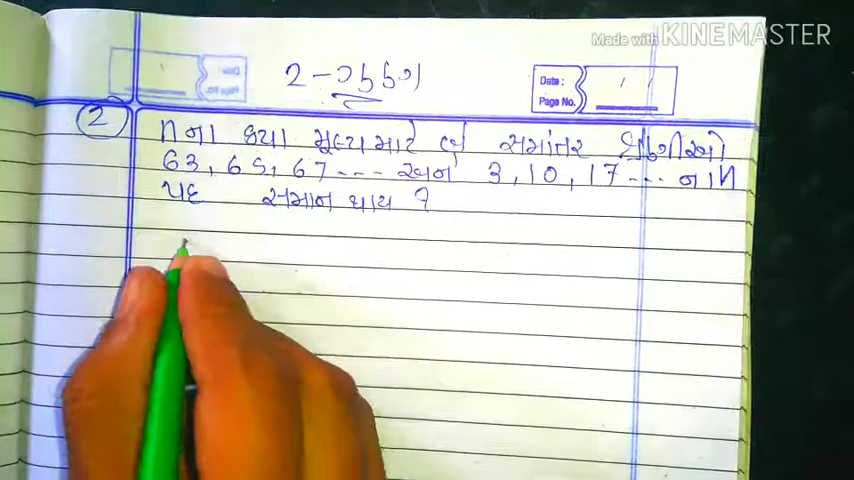 Made with KINEMASTER
2-ગુણ
Date: /
Page No.
2 nના કયા મૂલ્ય માટે બે સમાંતર શ્રેણીઓ
63, 65, 67 --- અને 3, 10, 17 --- ના n
પદ સમાન થાય ?